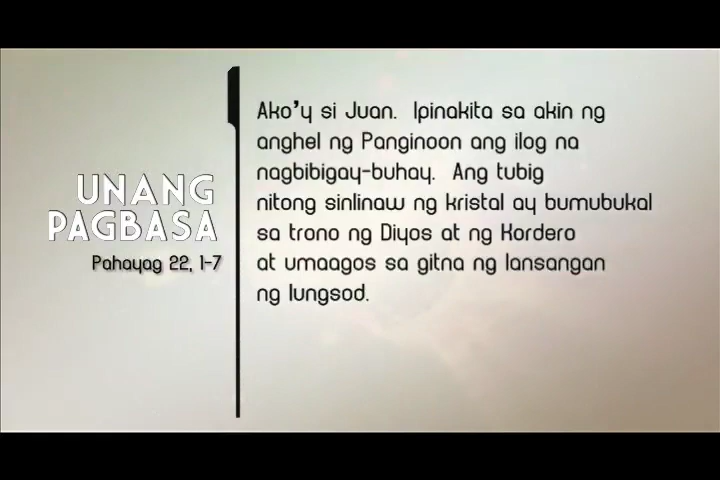 UNANG
PAGBASA
Pahayag 22, 1-7
Ako'y si Juan. Ipinakita sa akin ng
anghel ng Panginoon ang ilog na
nagbibigay-buhay. Ang tubig
nitong sinlinaw ng kristal ay bumubukal
sa trono ng Diyos at ng Kordero
at umaagos sa gitna ng lansangan
ng lungsod.